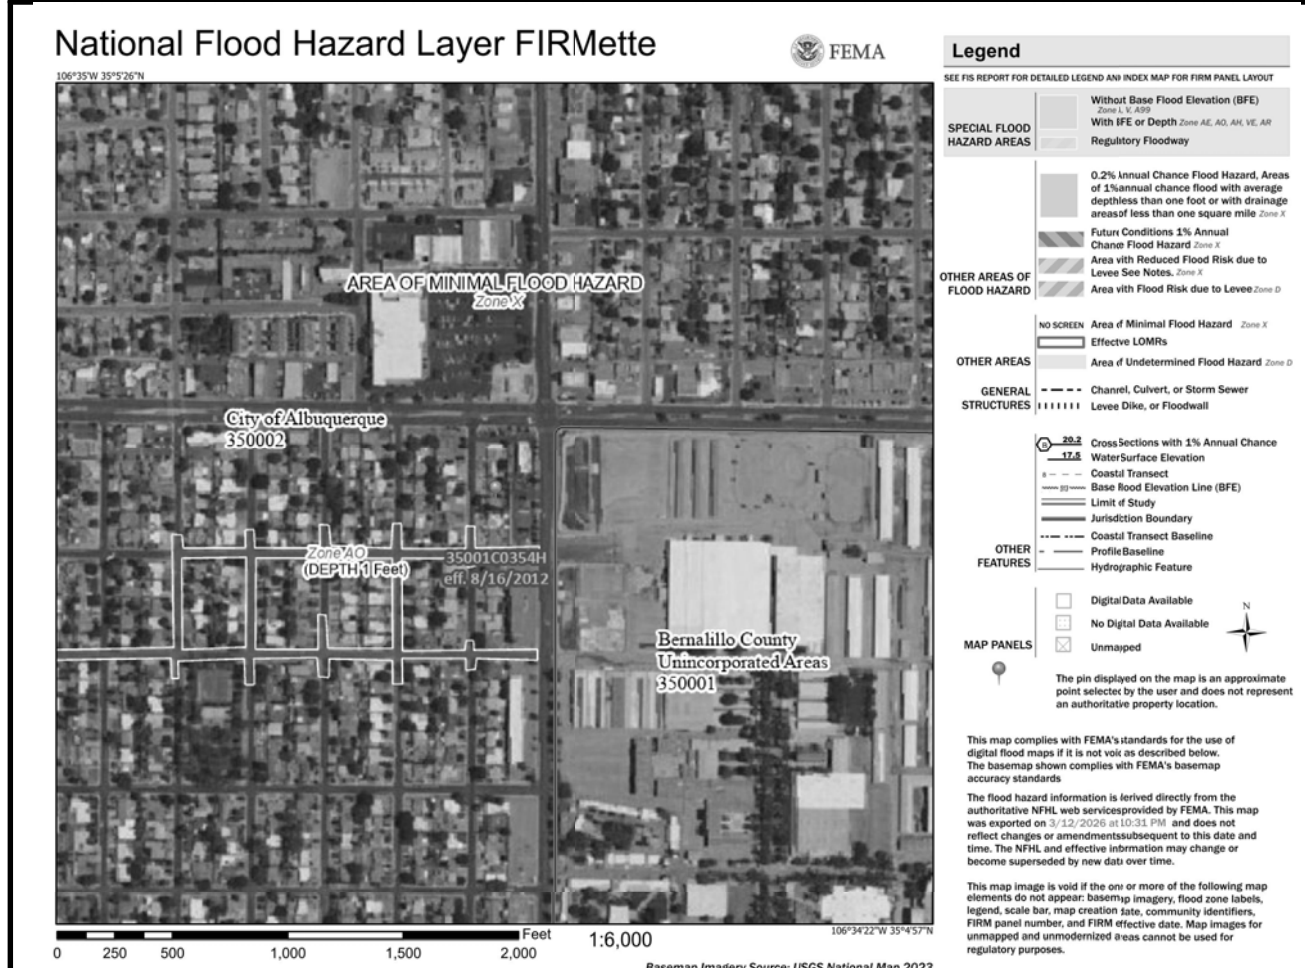 National Flood Hazard Layer FIRMette
FEMA
106°35'W 35°5'26"N
AREA OF MINIMAL FLOOD HAZARD
Zone X
City of Albuquerque
350002
Zone AO
(DEPTH 1 Feet)
35001C0354H
eff. 8/16/2012
Bernalillo County
Unincorporated Areas
350001
106°34'22"W 35°4'57"N
Feet
0 250 500 1,000 1,500 2,000
1:6,000
Basemap Imagery Source: USGS National Map 2023
Legend
SEE FIS REPORT FOR DETAILED LEGEND AND INDEX MAP FOR FIRM PANEL LAYOUT
SPECIAL FLOOD
HAZARD AREAS
Without Base Flood Elevation (BFE)
V, A99
With BFE or Depth Zone AE, AO, AH, VE, AR
Regulatory Floodway
OTHER AREAS OF
FLOOD HAZARD
0.2% Annual Chance Flood Hazard, Areas
of 1% annual chance flood with average
depth less than one foot or with drainage
areas of less than one square mile Zone X
Future Conditions 1% Annual
Chance Flood Hazard Zone X
Area with Reduced Flood Risk due to
Levee See Notes. Zone X
Area with Flood Risk due to Levee Zone D
OTHER AREAS
NO SCREEN Area of Minimal Flood Hazard Zone X
Effective LOMRs
Area of Undetermined Flood Hazard Zone D
GENERAL
STRUCTURES
Channel, Culvert, or Storm Sewer
Levee Dike, or Floodwall
OTHER
FEATURES
B 20.2 Cross Sections with 1% Annual Chance
17.5 Water Surface Elevation
Coastal Transect
Base Flood Elevation Line (BFE)
Limit of Study
Jurisdiction Boundary
Coastal Transect Baseline
Profile Baseline
Hydrographic Feature
MAP PANELS
Digital Data Available
No Digital Data Available
Unmapped
N
The pin displayed on the map is an approximate
point selected by the user and does not represent
an authoritative property location.
This map complies with FEMA's standards for the use of
digital flood maps if it is not void as described below.
The basemap shown complies with FEMA's basemap
accuracy standards
The flood hazard information is derived directly from the
authoritative NFHL web services provided by FEMA. This map
was exported on 3/12/2026 at 10:31 PM and does not
reflect changes or amendments subsequent to this date and
time. The NFHL and effective information may change or
become superseded by new data over time.
This map image is void if the one or more of the following map
elements do not appear: basemap imagery, flood zone labels,
legend, scale bar, map creation date, community identifiers,
FIRM panel number, and FIRM effective date. Map images for
unmapped and unmodernized areas cannot be used for
regulatory purposes.